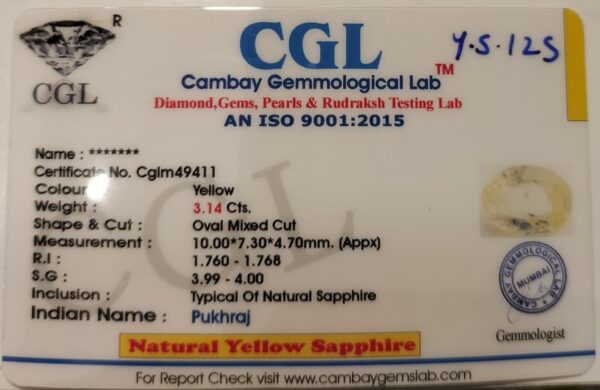 R
CGL
CGL TM
Y.S.125
Cambay Gemmological Lab
Diamond,Gems, Pearls & Rudraksh Testing Lab
AN ISO 9001:2015
Name : *******
Certificate No. Cglm49411
Colour Yellow
Weight : 3.14 Cts.
Shape & Cut : Oval Mixed Cut
Measurement : 10.00*7.30*4.70mm. (Appx)
R.I : 1.760 - 1.768
S.G : 3.99 - 4.00
Inclusion : Typical Of Natural Sapphire
Indian Name : Pukhraj
CAMBAY GEMMOLOGICAL LAB
MUMBAI
Gemmologist
Natural Yellow Sapphire
For Report Check visit www.cambaygemslab.com
CGL